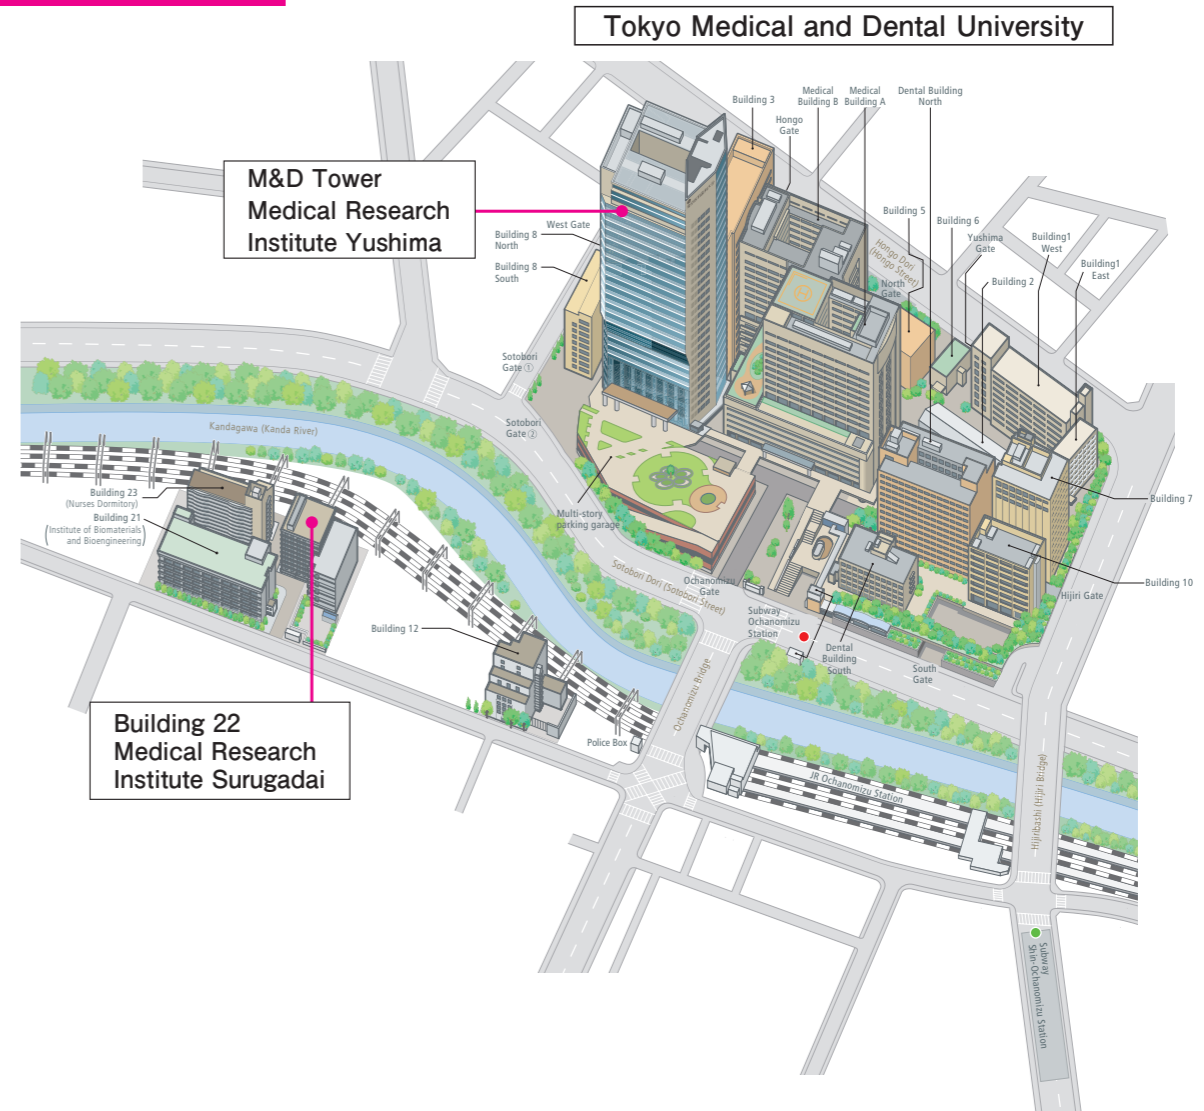 Tokyo Medical and Dental University
Building 3
Medical
Building B
Medical
Building A
Dental Building
North
Hongo
Gate
M&D Tower
Medical Research
Institute Yushima
West Gate
Building 8
North
Building 8
South
Building 5
Building 6
Yushima
Gate
Building1
West
Building1
East
Building 2
Hongo Dori
(Hongo Street)
North
Gate
Sotobori
Gate①
Sotobori
Gate②
Kandagawa (Kanda River)
Building 23
(Nurses Dormitory)
Building 21
(Institute of Biomaterials
and Bioengineering)
Multi-story
parking garage
Building 7
Building 10
Sotobori Dori (Sotobori Street)
Ochanomizu
Gate
Hijiri Gate
Subway
Ochanomizu
Station
Building 12
Dental
Building
South
South
Gate
Ochanomizu Bridge
Building 22
Medical Research
Institute Surugadai
Police Box
JR Ochanomizu Station
Hijiribashi (Hijiri Bridge)
Subway
Shin-Ochanomizu Station